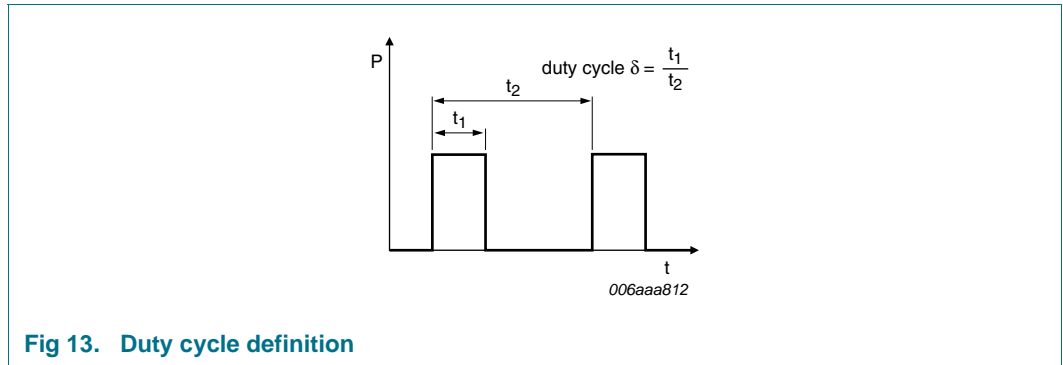 P
duty cycle δ = t1
t2
t2
t1
t
006aaa812
Fig 13. Duty cycle definition